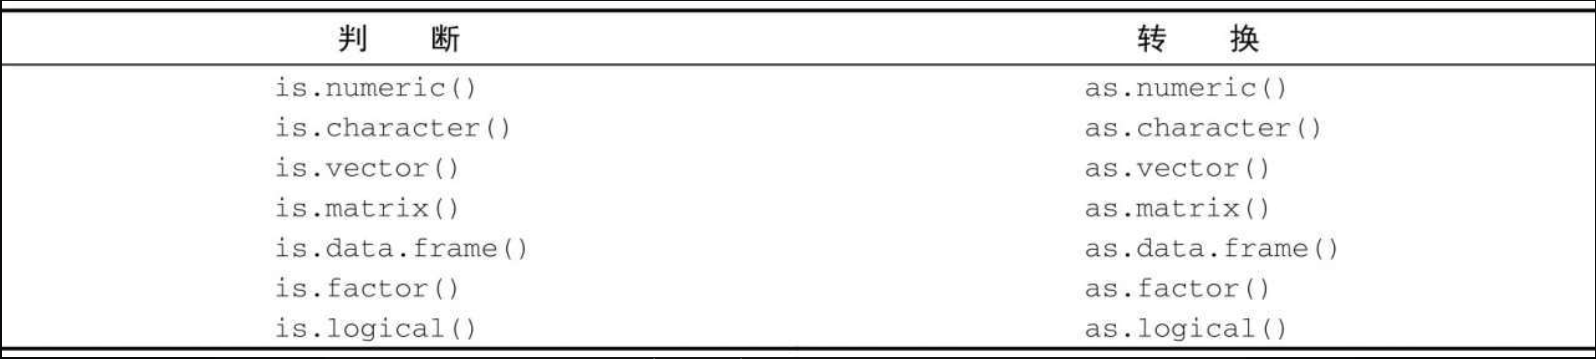 判 断 转 换
is.numeric() as.numeric()
is.character() as.character()
is.vector() as.vector()
is.matrix() as.matrix()
is.data.frame() as.data.frame()
is.factor() as.factor()
is.logical() as.logical()